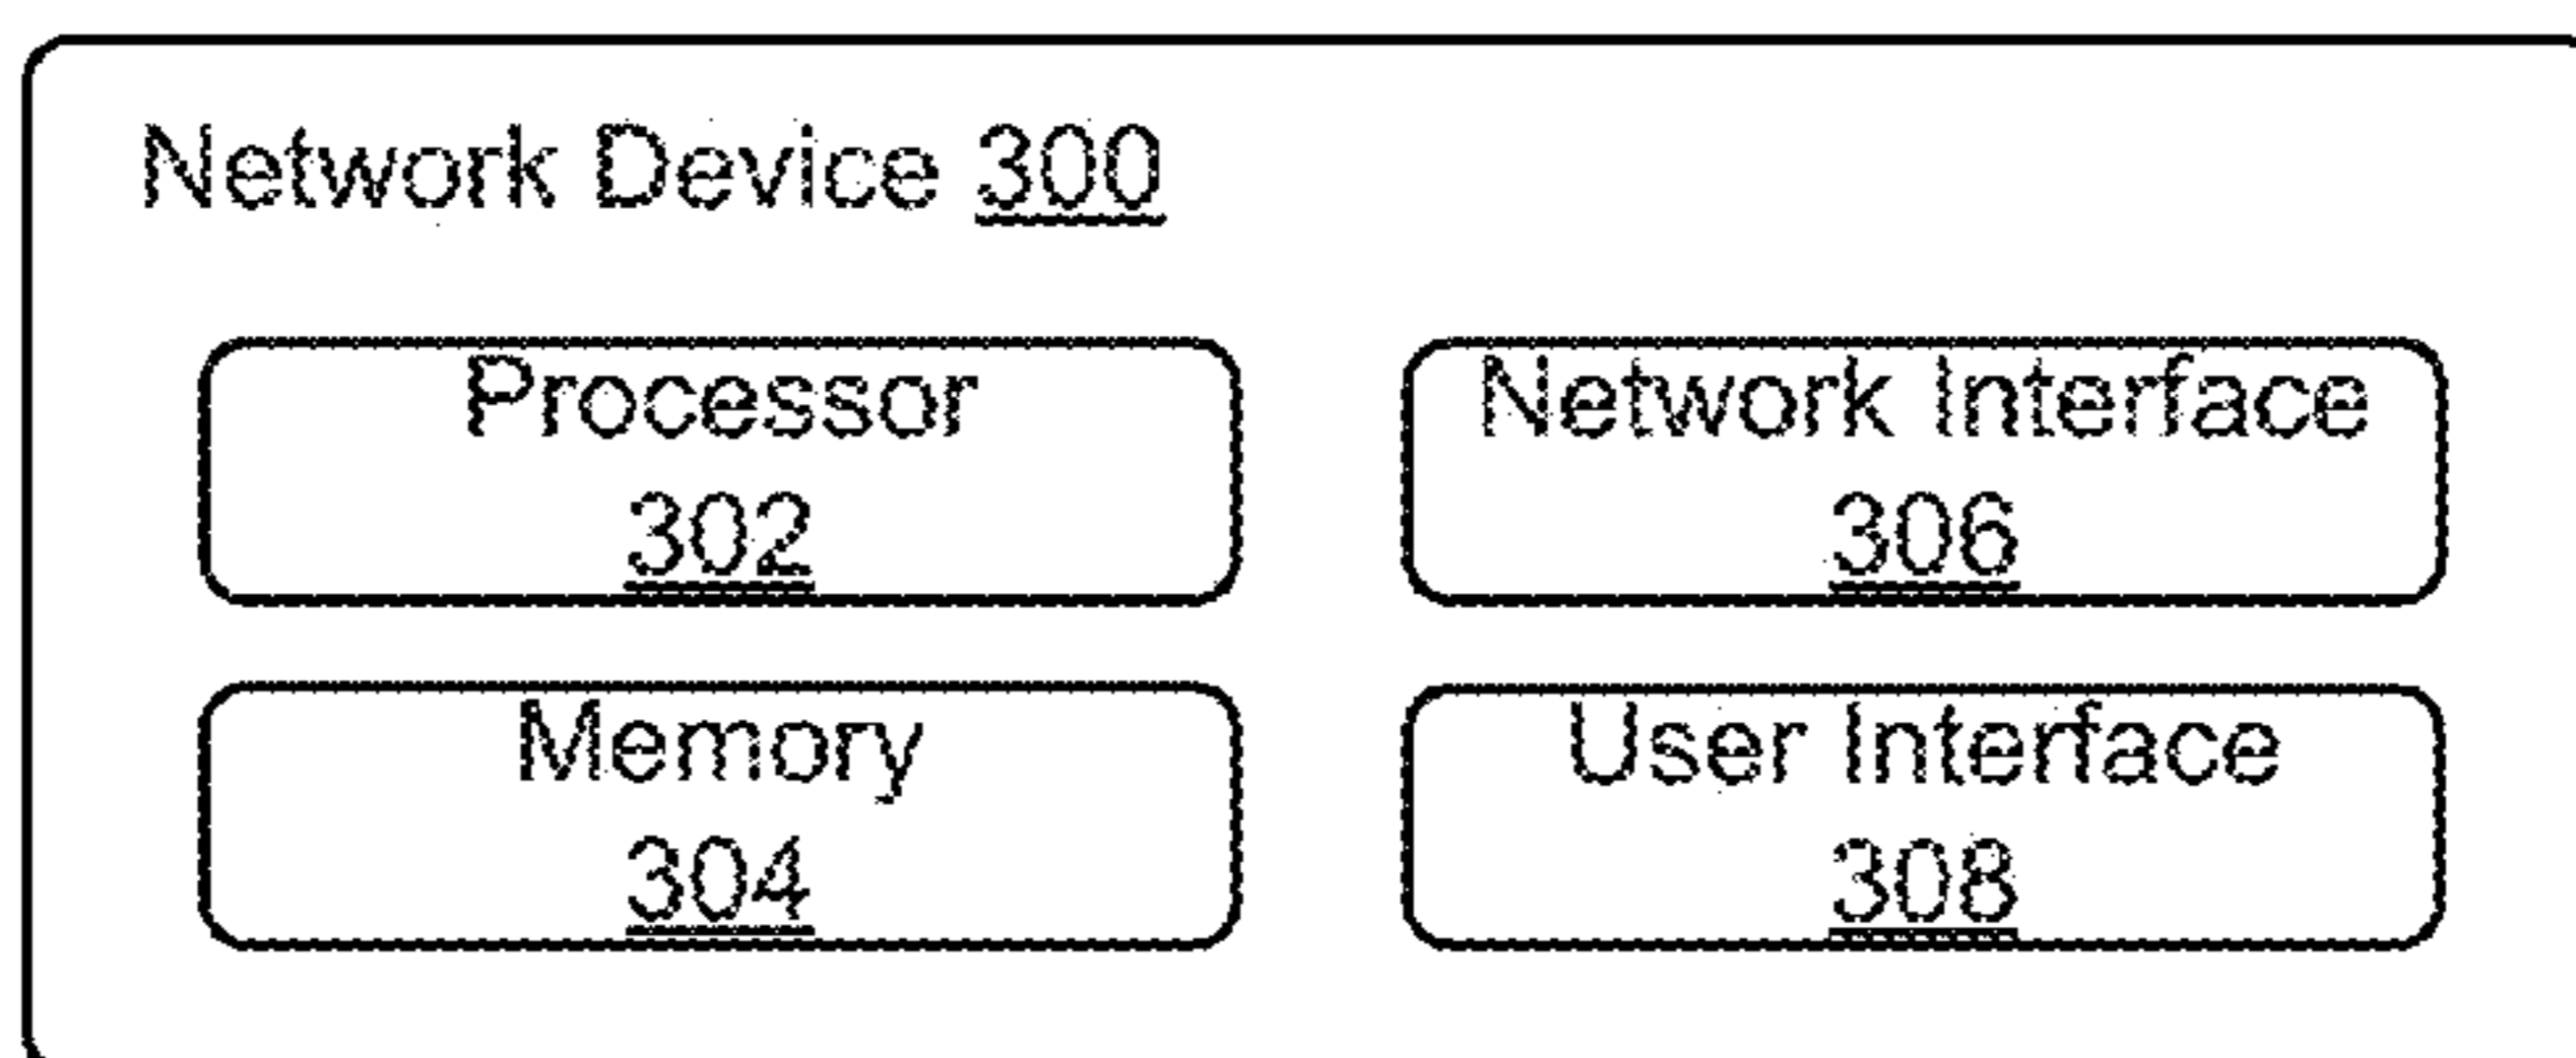 Network Device 300
Processor
302
Network Interface
306
Memory
304
User Interface
308